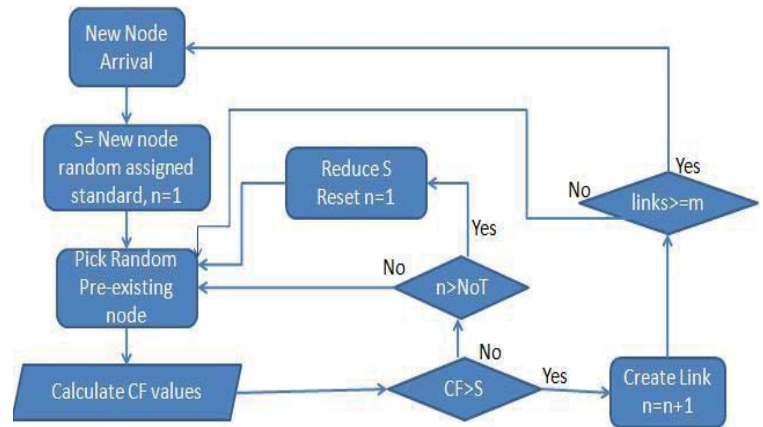 New Node
Arrival
S= New node
random assigned
standard, n=1
Reduce S
Reset n=1
Yes
No
links>=m
Yes
Pick Random
Pre-existing
node
No
n>NoT
No
Calculate CF values
CF>S
Yes
Create Link
n=n+1